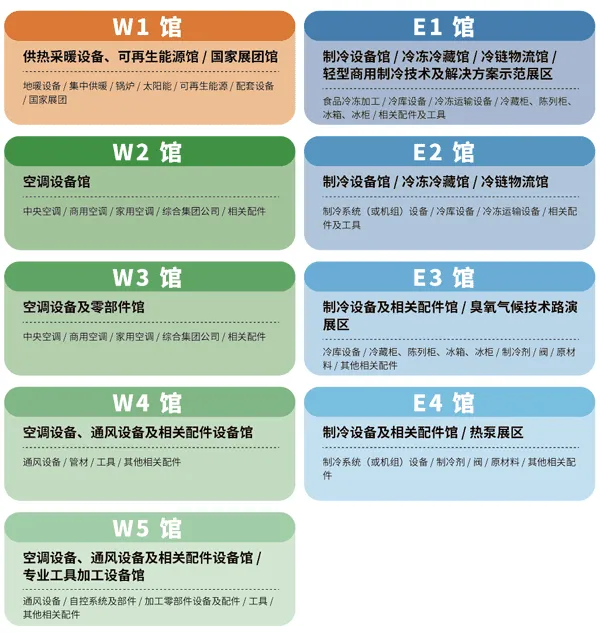 W1 馆
供热采暖设备、可再生能源馆 / 国家展团馆
地暖设备 / 集中供暖 / 锅炉 / 太阳能 / 可再生能源 / 配套设备
/ 国家展团
W2 馆
空调设备馆
中央空调 / 商用空调 / 家用空调 / 综合集团公司 / 相关配件
W3 馆
空调设备及零部件馆
中央空调 / 商用空调 / 家用空调 / 综合集团公司 / 相关配件
W4 馆
空调设备、通风设备及相关配件设备馆
通风设备 / 管材 / 工具 / 其他相关配件
W5 馆
空调设备、通风设备及相关配件设备馆 /
专业工具加工设备馆
通风设备 / 自控系统及部件 / 加工零部件设备及配件 / 工具 /
其他相关配件
E1 馆
制冷设备馆 / 冷冻冷藏馆 / 冷链物流馆 /
轻型商用制冷技术及解决方案示范展区
食品冷冻加工 / 冷库设备 / 冷冻运输设备 / 冷藏柜、陈列柜、
冰箱、冰柜 / 相关配件及工具
E2 馆
制冷设备馆 / 冷冻冷藏馆 / 冷链物流馆
制冷系统（或机组）设备 / 冷库设备 / 冷冻运输设备 / 相关配
件及工具
E3 馆
制冷设备及相关配件馆 / 臭氧气候技术路演
展区
冷库设备 / 冷藏柜、陈列柜、冰箱、冰柜 / 制冷剂 / 阀 / 原材
料 / 其他相关配件
E4 馆
制冷设备及相关配件馆 / 热泵展区
制冷系统（或机组）设备 / 制冷剂 / 阀 / 原材料 / 其他相关配
件